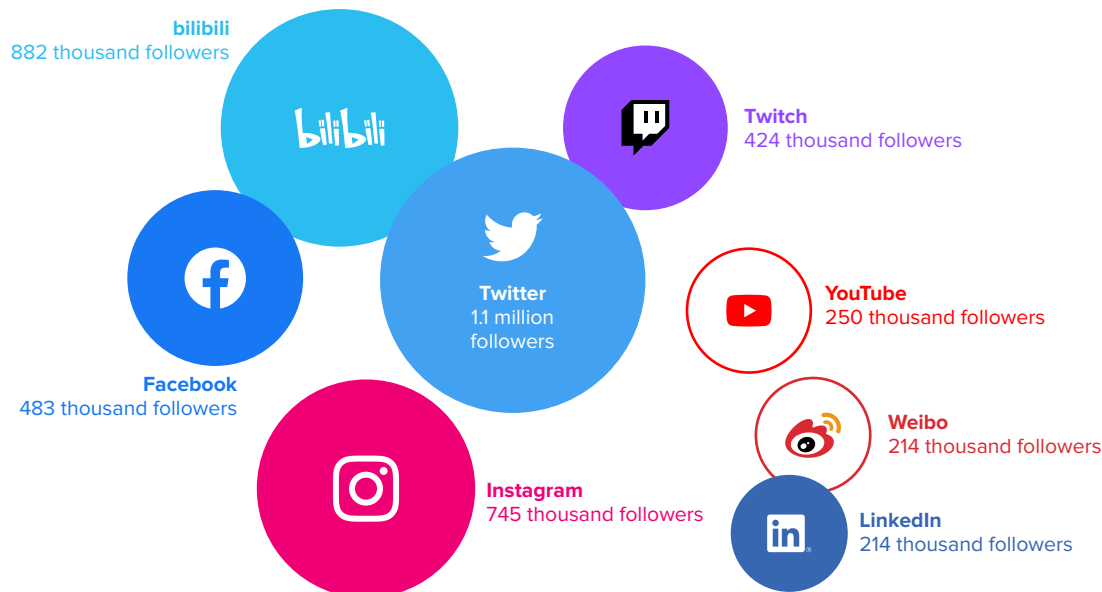 bilibili
882 thousand followers
bilibili
Twitch
424 thousand followers
Twitter
1.1 million
followers
YouTube
250 thousand followers
Facebook
483 thousand followers
Weibo
214 thousand followers
Instagram
745 thousand followers
in
LinkedIn
214 thousand followers